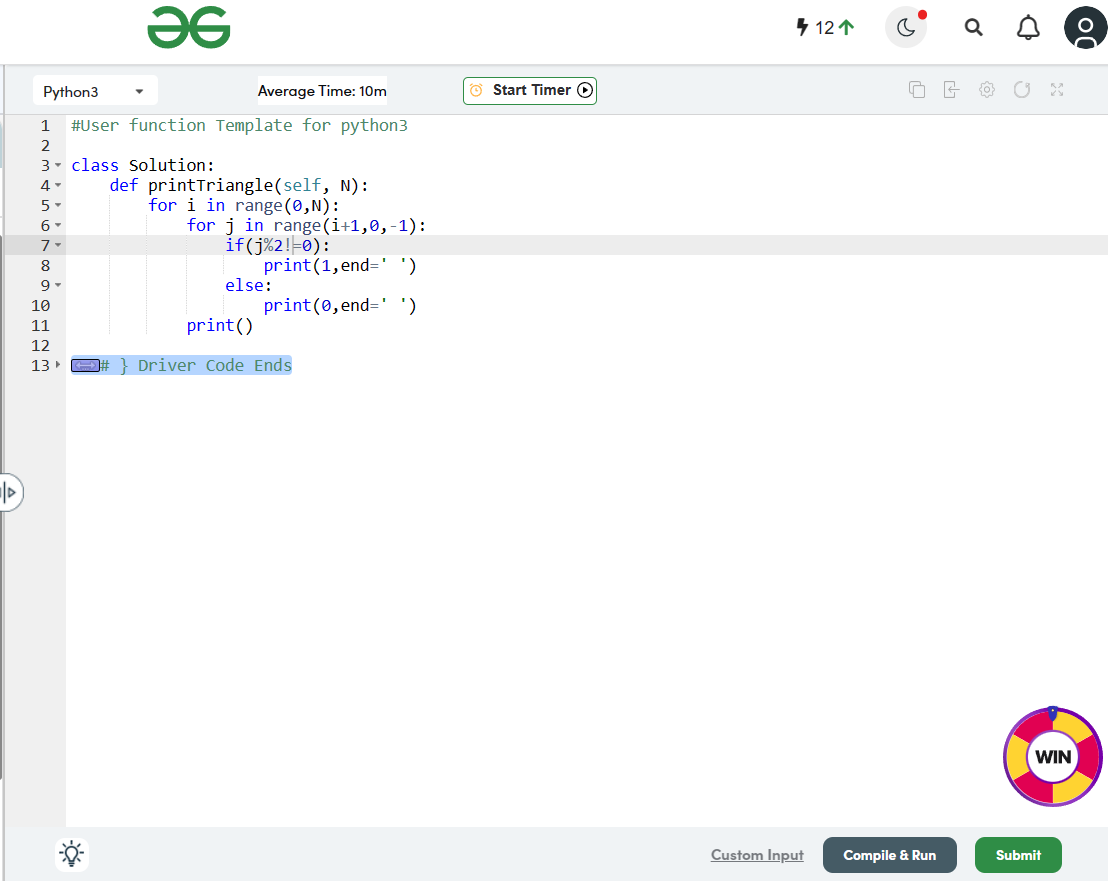 12
Python3
Average Time: 10m
Start Timer
1 #User function Template for python3
2
3 class Solution:
4     def printTriangle(self, N):
5         for i in range(0,N):
6             for j in range(i+1,0,-1):
7                 if(j%2!=0):
8                     print(1,end=' ')
9                 else:
10                     print(0,end=' ')
11             print()
12
13 # } Driver Code Ends
WIN
Custom Input
Compile & Run
Submit